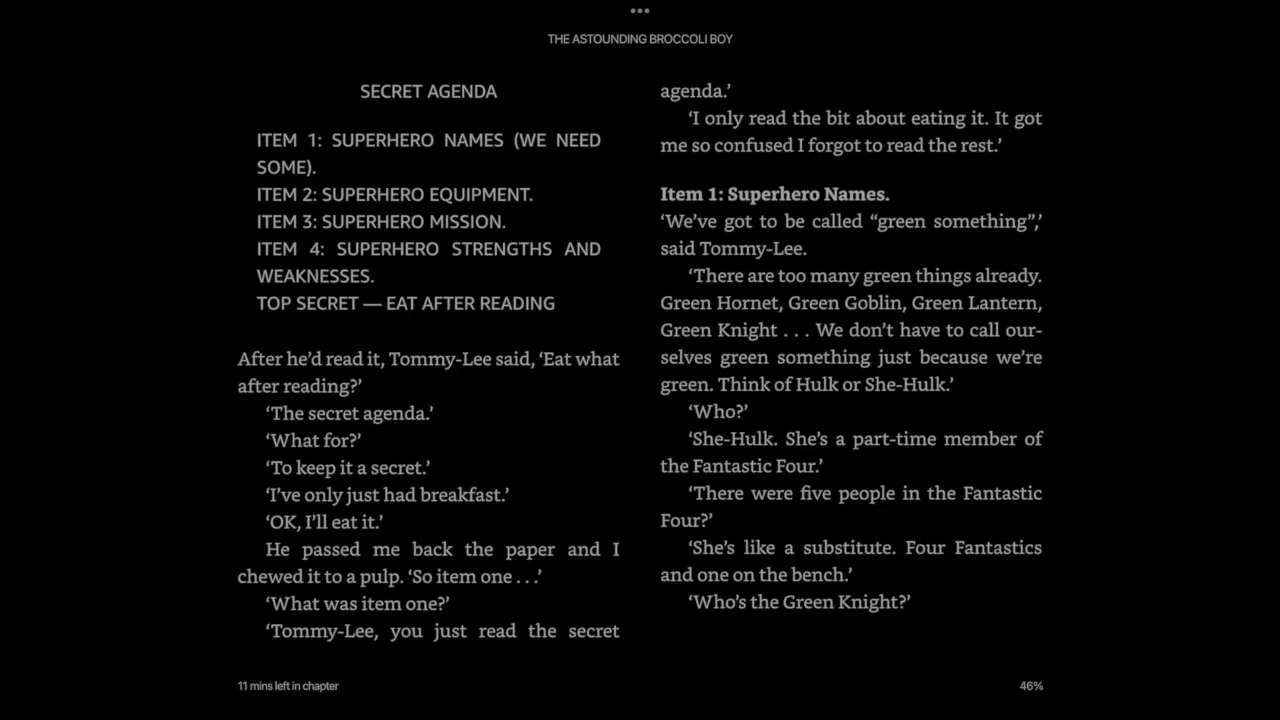 •••
THE ASTOUNDING BROCCOLI BOY
SECRET AGENDA
ITEM 1: SUPERHERO NAMES (WE NEED
SOME).
ITEM 2: SUPERHERO EQUIPMENT.
ITEM 3: SUPERHERO MISSION.
ITEM 4: SUPERHERO STRENGTHS AND
WEAKNESSES.
TOP SECRET — EAT AFTER READING
After he’d read it, Tommy-Lee said, ‘Eat what
after reading?’
‘The secret agenda.’
‘What for?’
‘To keep it a secret.’
‘I’ve only just had breakfast.’
‘OK, I’ll eat it.’
He passed me back the paper and I
chewed it to a pulp. ‘So item one . . .’
‘What was item one?’
‘Tommy-Lee, you just read the secret
agenda.’
‘I only read the bit about eating it. It got
me so confused I forgot to read the rest.’
Item 1: Superhero Names.
‘We’ve got to be called “green something”,’
said Tommy-Lee.
‘There are too many green things already.
Green Hornet, Green Goblin, Green Lantern,
Green Knight . . . We don’t have to call our-
selves green something just because we’re
green. Think of Hulk or She-Hulk.’
‘Who?’
‘She-Hulk. She’s a part-time member of
the Fantastic Four.’
‘There were five people in the Fantastic
Four?’
‘She’s like a substitute. Four Fantastics
and one on the bench.’
‘Who’s the Green Knight?’
11 mins left in chapter
46%